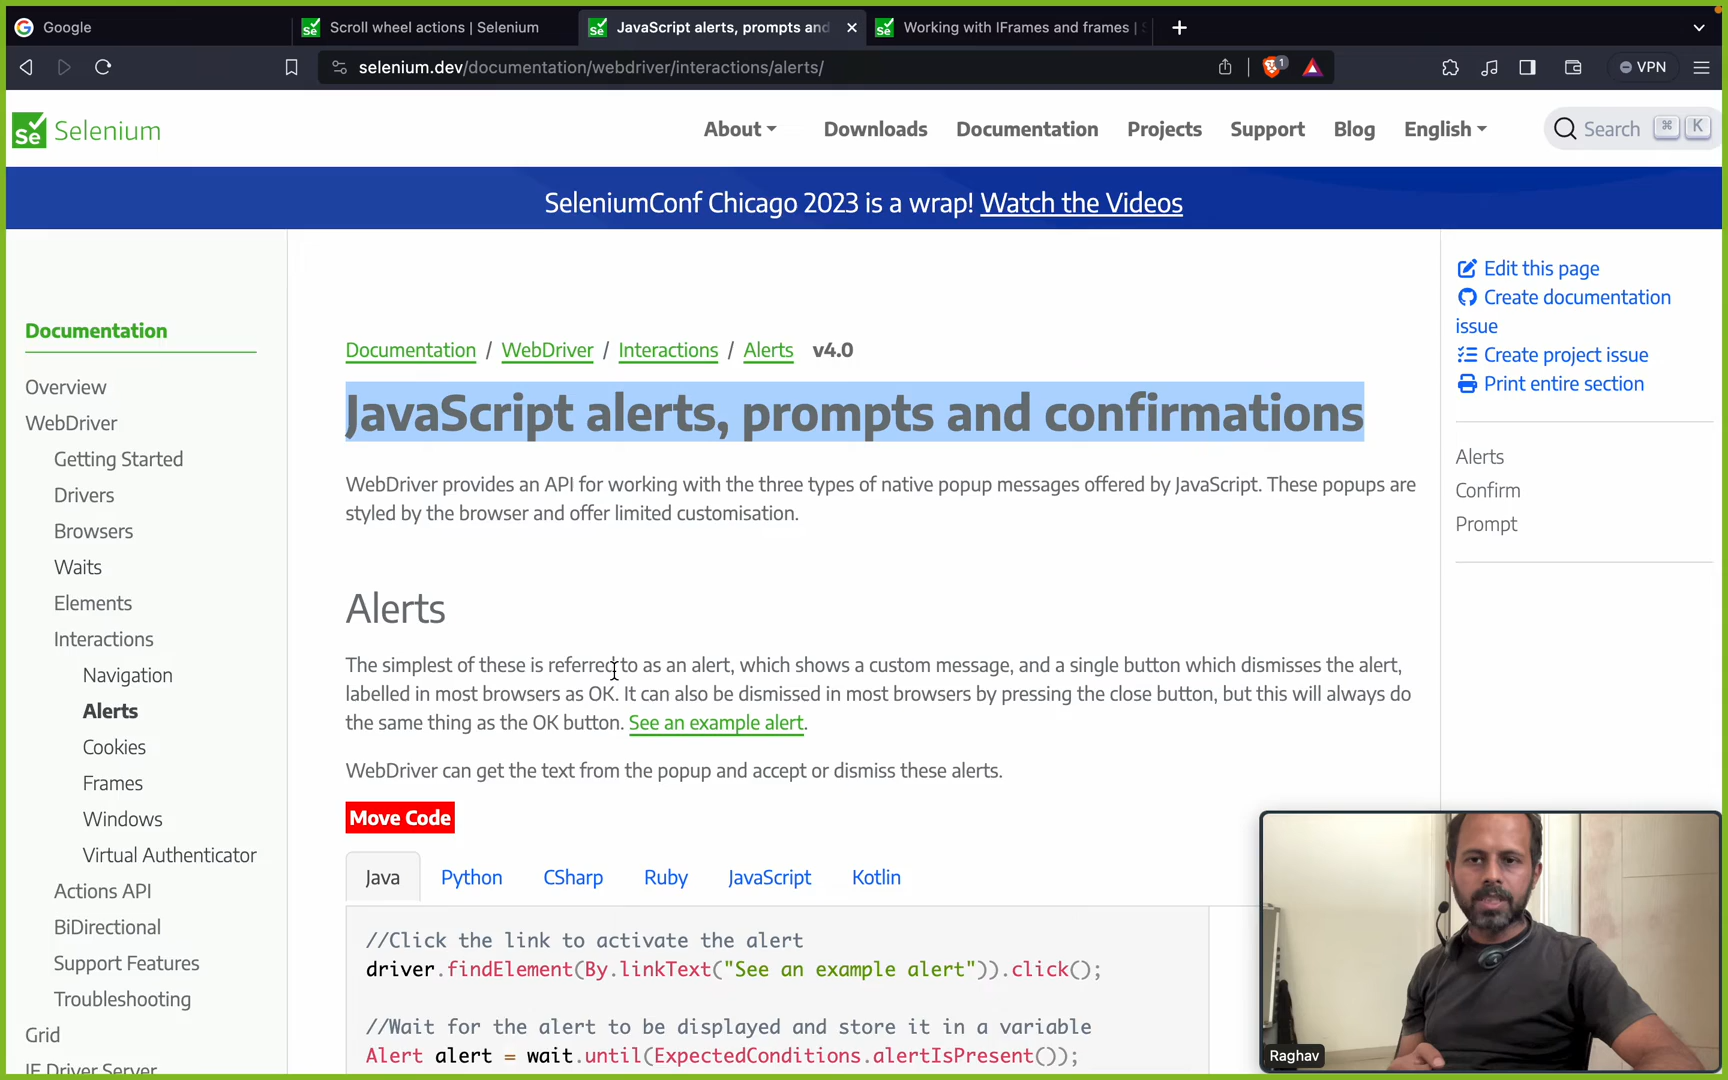 Google
Scroll wheel actions | Selenium
JavaScript alerts, prompts and
Working with IFrames and frames |
selenium.dev/documentation/webdriver/interactions/alerts/
1
VPN
Se Selenium
About
Downloads
Documentation
Projects
Support
Blog
English
Search ⌘ K
SeleniumConf Chicago 2023 is a wrap! Watch the Videos
Documentation
Overview
WebDriver
Getting Started
Drivers
Browsers
Waits
Elements
Interactions
Navigation
Alerts
Cookies
Frames
Windows
Virtual Authenticator
Actions API
BiDirectional
Support Features
Troubleshooting
Grid
IE Driver Server
Documentation / WebDriver / Interactions / Alerts v4.0
JavaScript alerts, prompts and confirmations
WebDriver provides an API for working with the three types of native popup messages offered by JavaScript. These popups are
styled by the browser and offer limited customisation.
Alerts
The simplest of these is referred to as an alert, which shows a custom message, and a single button which dismisses the alert,
labelled in most browsers as OK. It can also be dismissed in most browsers by pressing the close button, but this will always do
the same thing as the OK button. See an example alert.
WebDriver can get the text from the popup and accept or dismiss these alerts.
Move Code
Java Python CSharp Ruby JavaScript Kotlin
//Click the link to activate the alert
driver.findElement(By.linkText("See an example alert")).click();
//Wait for the alert to be displayed and store it in a variable
Alert alert = wait.until(ExpectedConditions.alertIsPresent());
Edit this page
Create documentation
issue
Create project issue
Print entire section
Alerts
Confirm
Prompt
Raghav